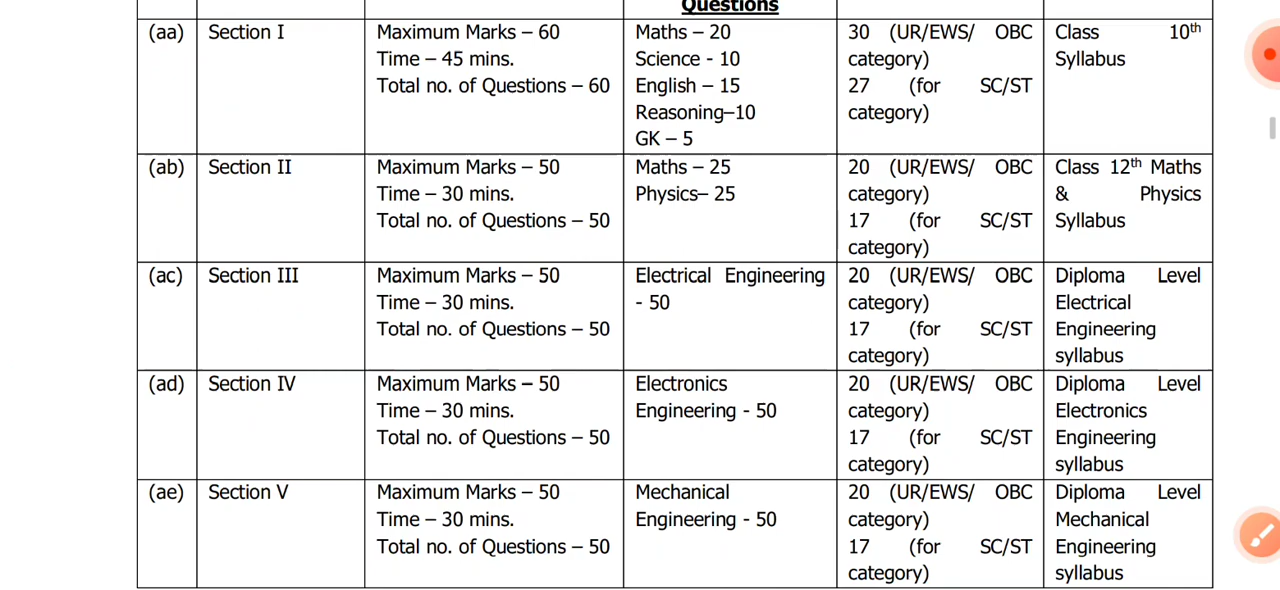 Questions
(aa) Section I Maximum Marks – 60 Maths – 20 30 (UR/EWS/ OBC Class 10th
Time – 45 mins. Science - 10 category) Syllabus
Total no. of Questions – 60 English – 15 27 (for SC/ST
Reasoning–10 category)
GK – 5
(ab) Section II Maximum Marks – 50 Maths – 25 20 (UR/EWS/ OBC Class 12th Maths
Time – 30 mins. Physics– 25 category) & Physics
Total no. of Questions – 50 17 (for SC/ST Syllabus
category)
(ac) Section III Maximum Marks – 50 Electrical Engineering 20 (UR/EWS/ OBC Diploma Level
Time – 30 mins. - 50 category) Electrical
Total no. of Questions – 50 17 (for SC/ST Engineering
category) syllabus
(ad) Section IV Maximum Marks – 50 Electronics 20 (UR/EWS/ OBC Diploma Level
Time – 30 mins. Engineering - 50 category) Electronics
Total no. of Questions – 50 17 (for SC/ST Engineering
category) syllabus
(ae) Section V Maximum Marks – 50 Mechanical 20 (UR/EWS/ OBC Diploma Level
Time – 30 mins. Engineering - 50 category) Mechanical
Total no. of Questions – 50 17 (for SC/ST Engineering
category) syllabus